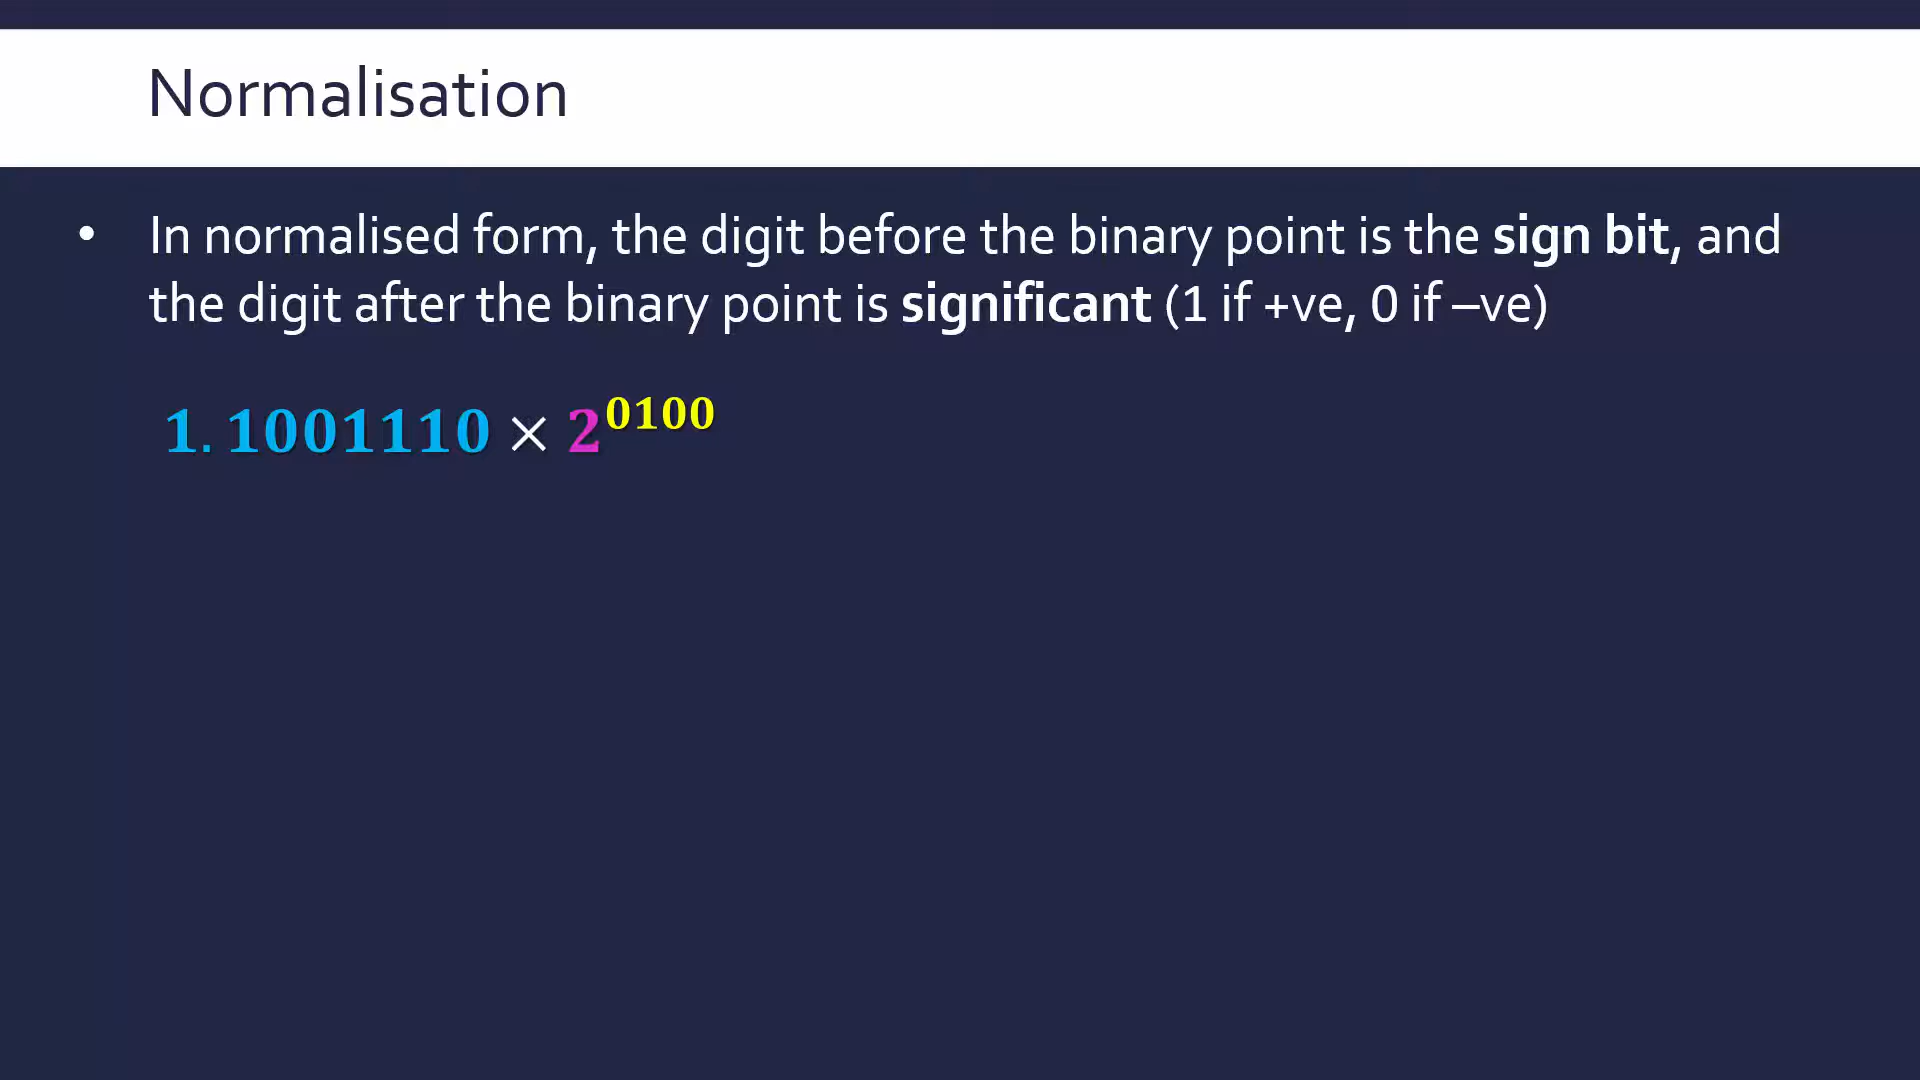 Normalisation
• In normalised form, the digit before the binary point is the sign bit, and
the digit after the binary point is significant (1 if +ve, 0 if –ve)
1.1001110 × 2^0100